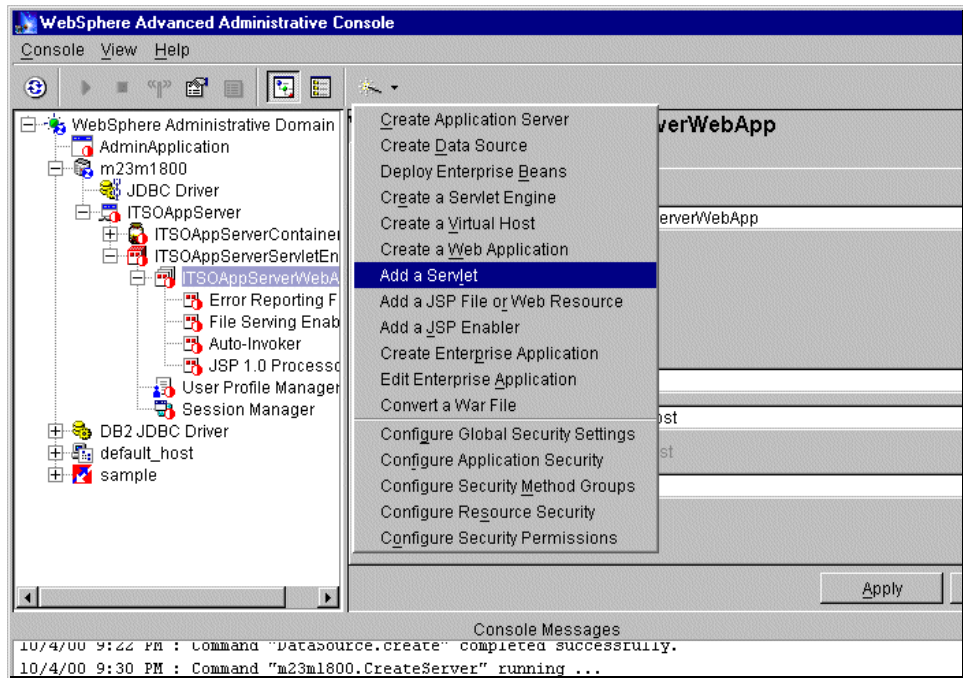 WebSphere Advanced Administrative Console
Console View Help
WebSphere Administrative Domain
AdminApplication
m23m1800
JDBC Driver
ITSOAppServer
ITSOAppServerContainer
ITSOAppServerServletEn
ITSOAppServerWebA
Error Reporting F
File Serving Enab
Auto-Invoker
JSP 1.0 Processo
User Profile Manager
Session Manager
DB2 JDBC Driver
default_host
sample
Create Application Server
Create Data Source
Deploy Enterprise Beans
Create a Servlet Engine
Create a Virtual Host
Create a Web Application
Add a Servlet
Add a JSP File or Web Resource
Add a JSP Enabler
Create Enterprise Application
Edit Enterprise Application
Convert a War File
Configure Global Security Settings
Configure Application Security
Configure Security Method Groups
Configure Resource Security
Configure Security Permissions
verWebApp
erverWebApp
ost
st
Apply
Console Messages
10/4/00 9:22 PM : Command "DataSource.create" completed successfully.
10/4/00 9:30 PM : Command "m23m1800.CreateServer" running ...